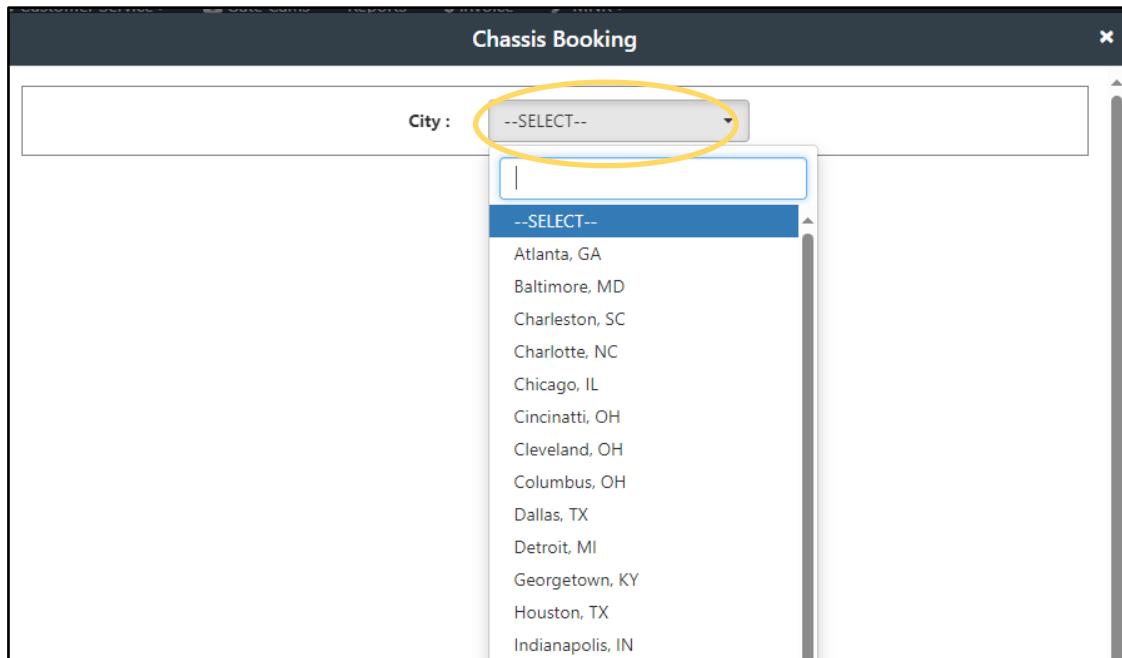 Chassis Booking ×
City : --SELECT--
--SELECT--
Atlanta, GA
Baltimore, MD
Charleston, SC
Charlotte, NC
Chicago, IL
Cincinatti, OH
Cleveland, OH
Columbus, OH
Dallas, TX
Detroit, MI
Georgetown, KY
Houston, TX
Indianapolis, IN